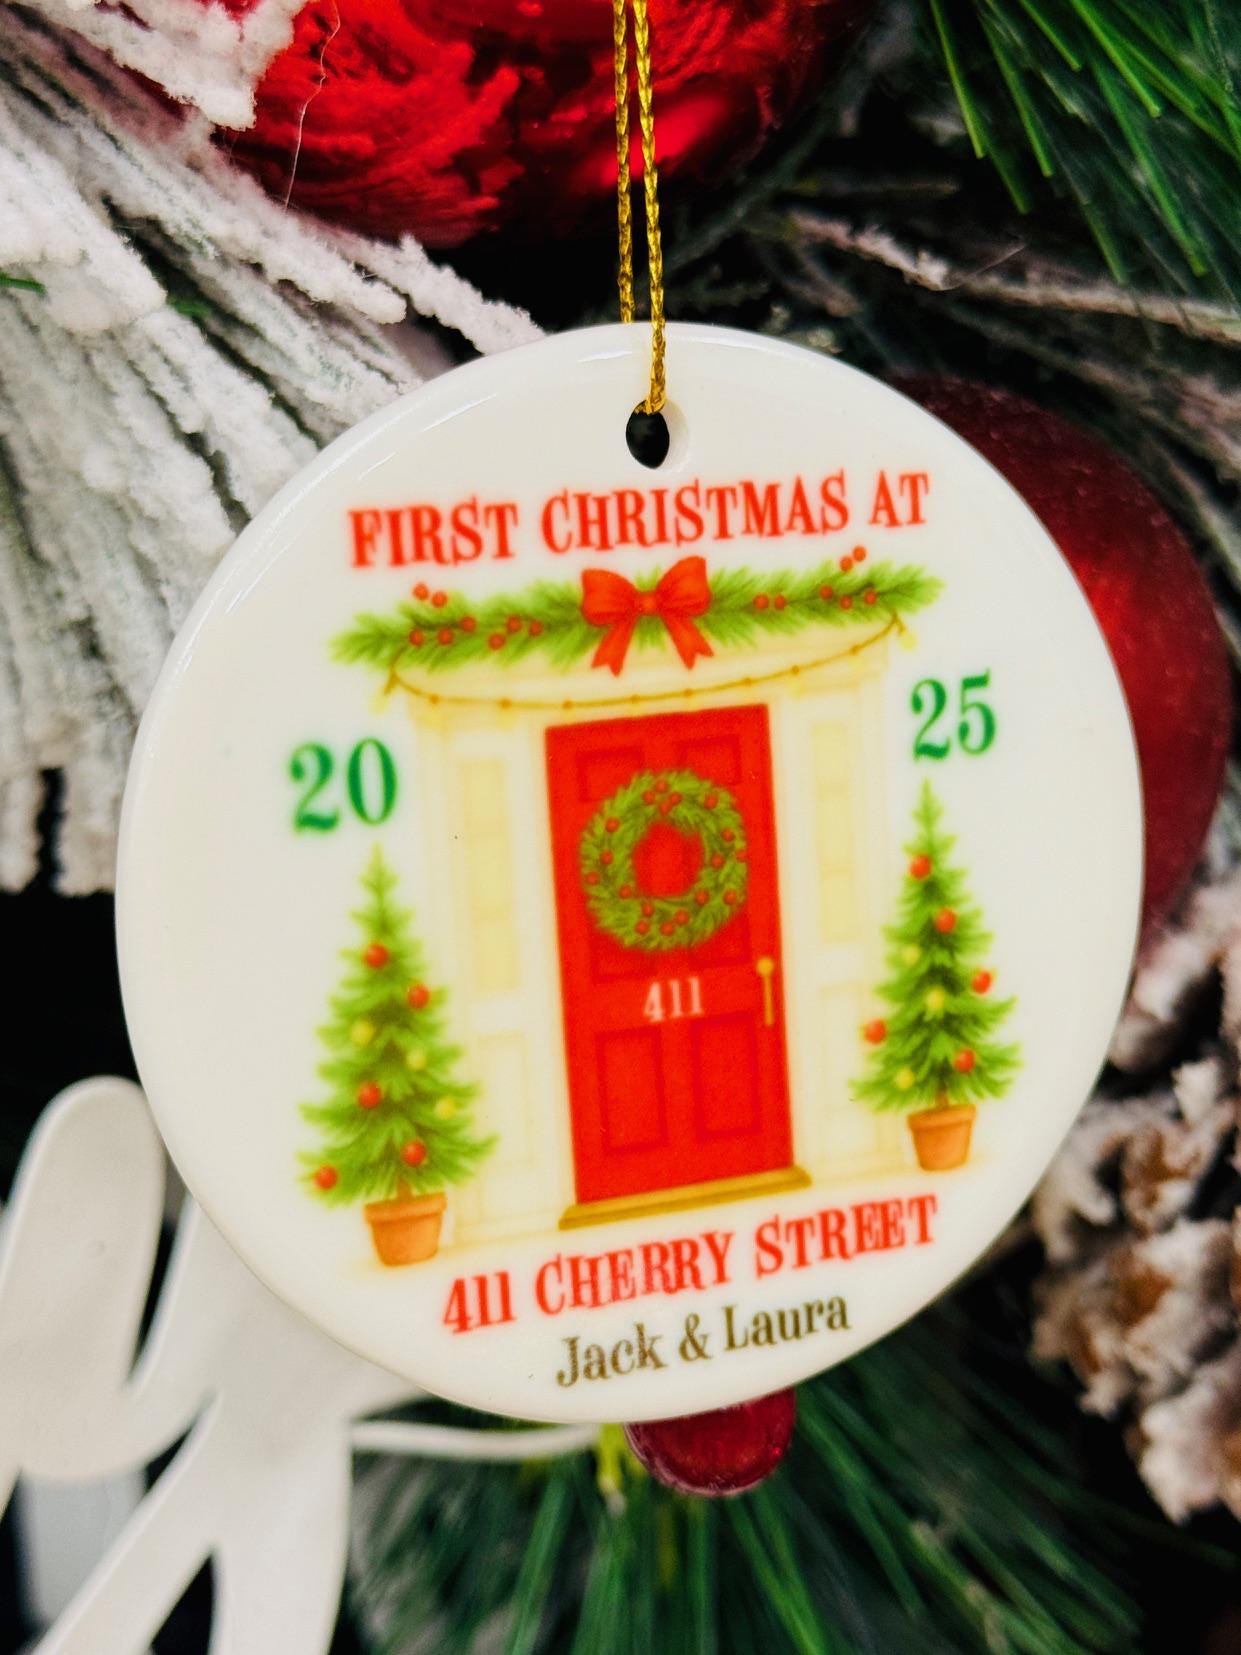 FIRST CHRISTMAS AT
20 25
411
411 CHERRY STREET
Jack & Laura